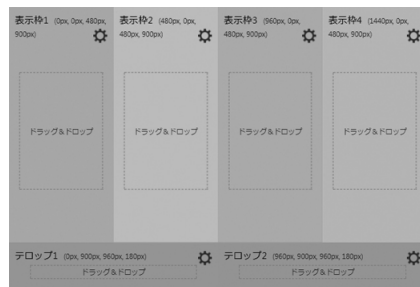 表示枠1 (0px, 0px, 480px, 900px)
表示枠2 (480px, 0px, 480px, 900px)
表示枠3 (960px, 0px, 480px, 900px)
表示枠4 (1440px, 0px, 480px, 900px)
ドラッグ&ドロップ
ドラッグ&ドロップ
ドラッグ&ドロップ
ドラッグ&ドロップ
テロップ1 (0px, 900px, 960px, 180px)
ドラッグ&ドロップ
テロップ2 (960px, 900px, 960px, 180px)
ドラッグ&ドロップ